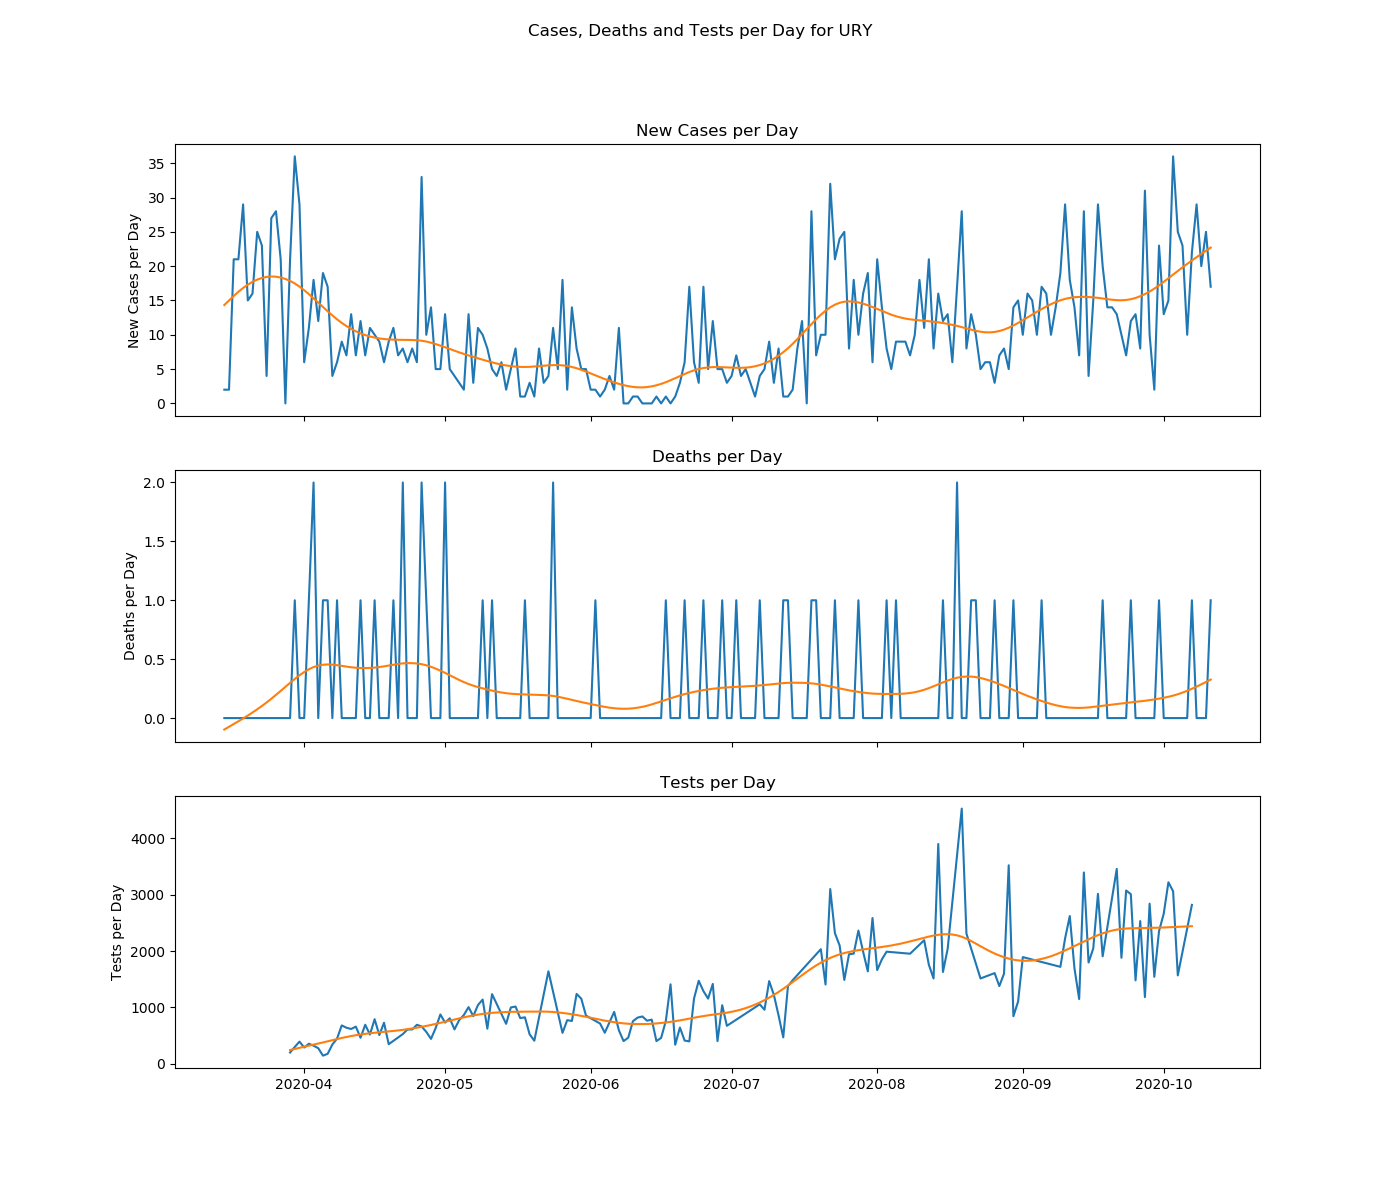 Cases, Deaths and Tests per Day for URY
New Cases per Day
New Cases per Day
35
30
25
20
15
10
5
0
Deaths per Day
Deaths per Day
2.0
1.5
1.0
0.5
0.0
Tests per Day
Tests per Day
4000
3000
2000
1000
0
2020-04 2020-05 2020-06 2020-07 2020-08 2020-09 2020-10